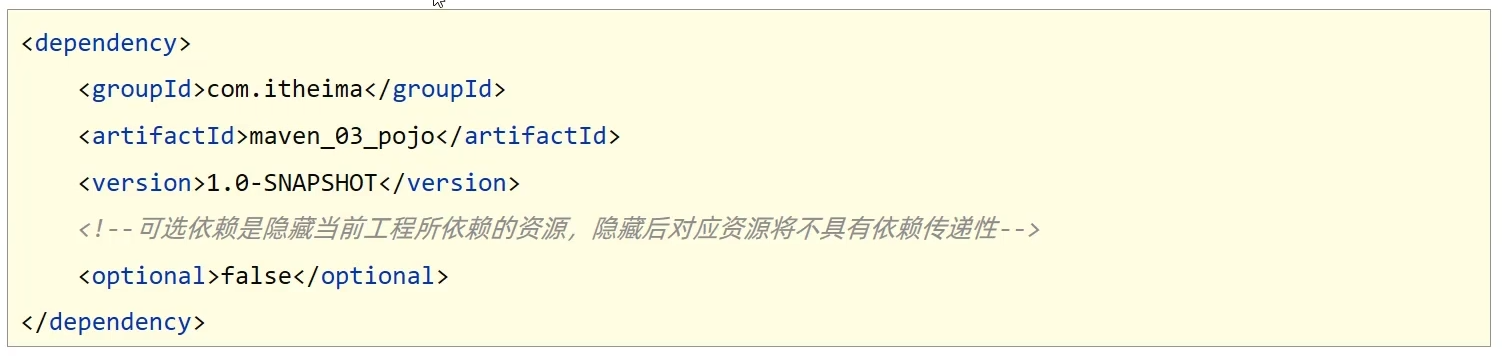 <dependency>
    <groupId>com.itheima</groupId>
    <artifactId>maven_03_pojo</artifactId>
    <version>1.0-SNAPSHOT</version>
    <!--可选依赖是隐藏当前工程所依赖的资源，隐藏后对应资源将不具有依赖传递性-->
    <optional>false</optional>
</dependency>